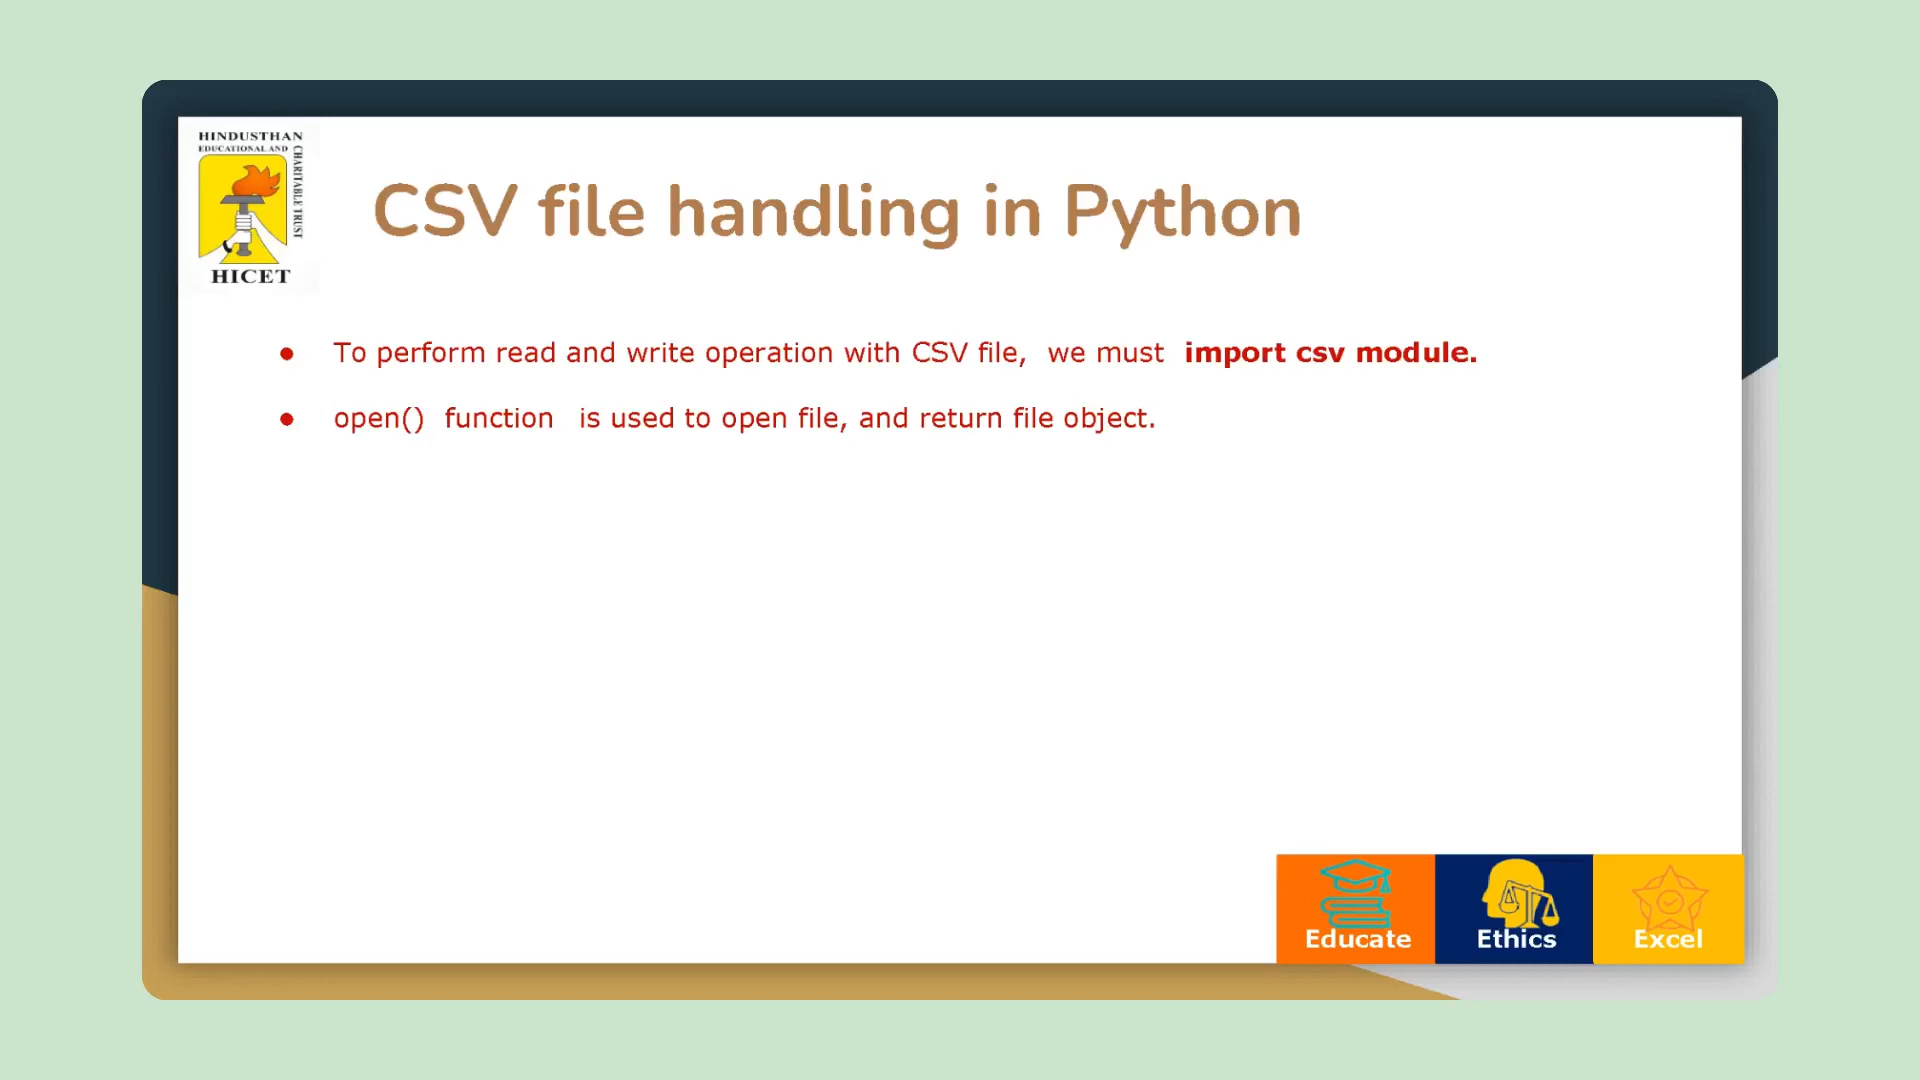 HINDUSTHAN
EDUCATIONAL AND
CHARITABLE TRUST
HICET
CSV file handling in Python
● To perform read and write operation with CSV file, we must import csv module.
● open() function is used to open file, and return file object.
Educate Ethics Excel